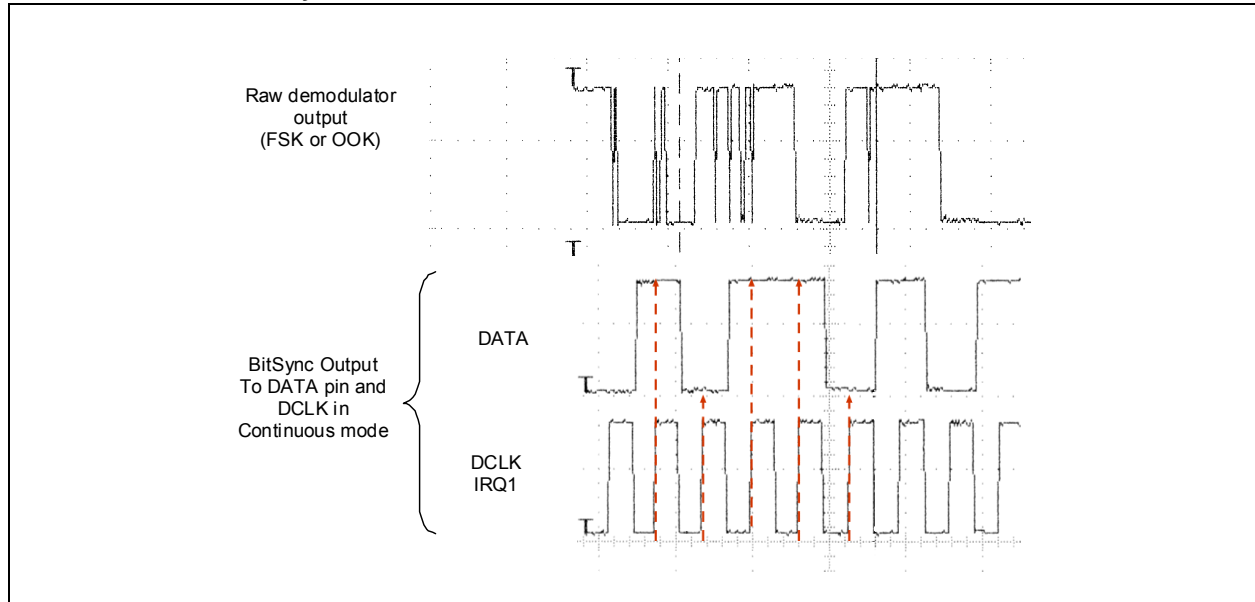 Raw demodulator
output
(FSK or OOK)
DATA
BitSync Output
To DATA pin and
DCLK in
Continuous mode
DCLK
IRQ1